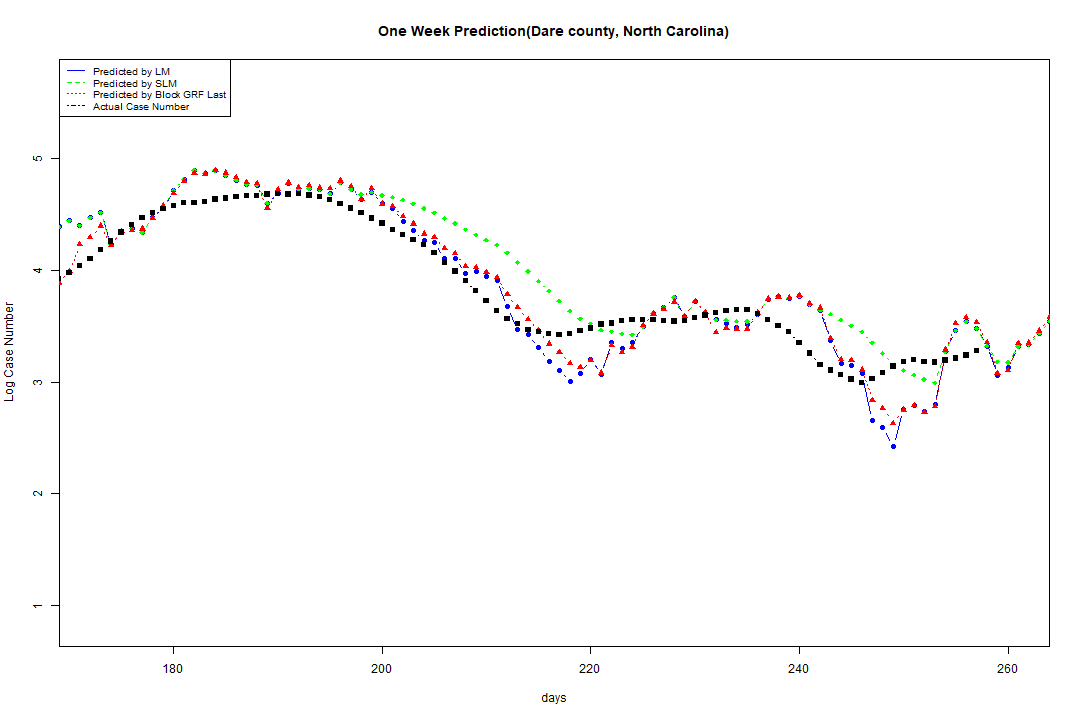 One Week Prediction(Dare county, North Carolina)
Predicted by LM
Predicted by SLM
Predicted by Block GRF Last
Actual Case Number
5
4
3
2
1
Log Case Number
180 200 220 240 260
days